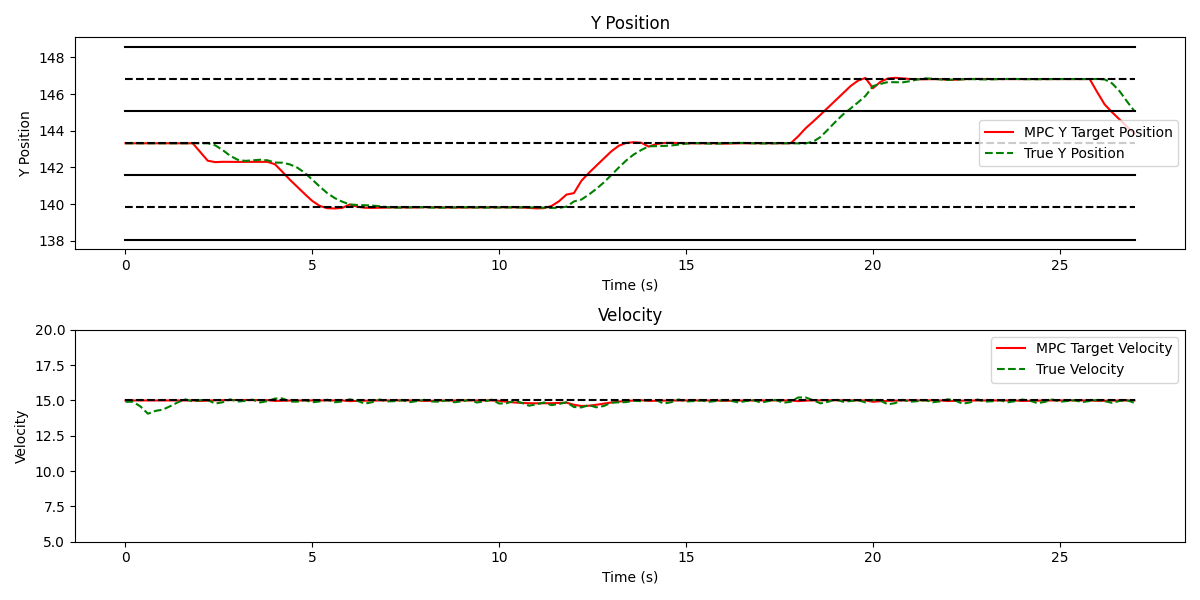 Y Position
148
146
144
142
140
138
Y Position
MPC Y Target Position
True Y Position
0
5
10
15
20
25
Time (s)
Velocity
20.0
17.5
15.0
12.5
10.0
7.5
5.0
Velocity
MPC Target Velocity
True Velocity
0
5
10
15
20
25
Time (s)